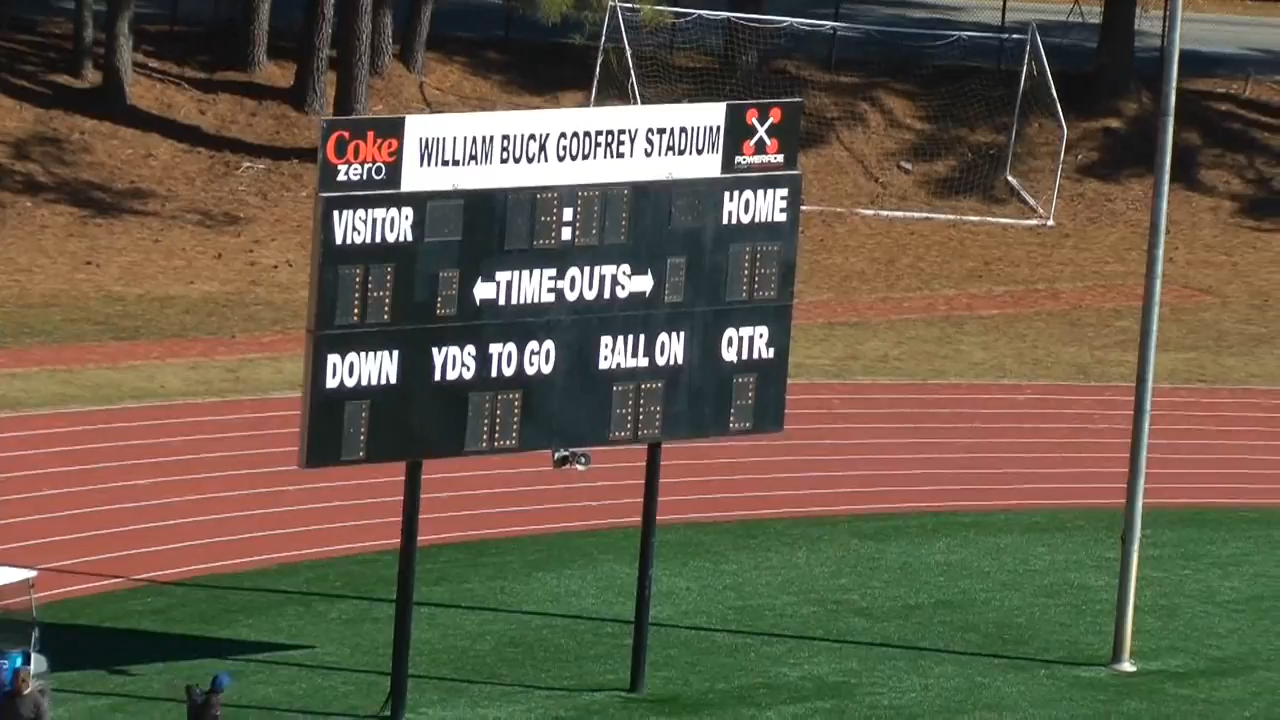 Coke zero.
WILLIAM BUCK GODFREY STADIUM
POWERADE
VISITOR
:
HOME
←TIME-OUTS→
DOWN
YDS TO GO
BALL ON
QTR.